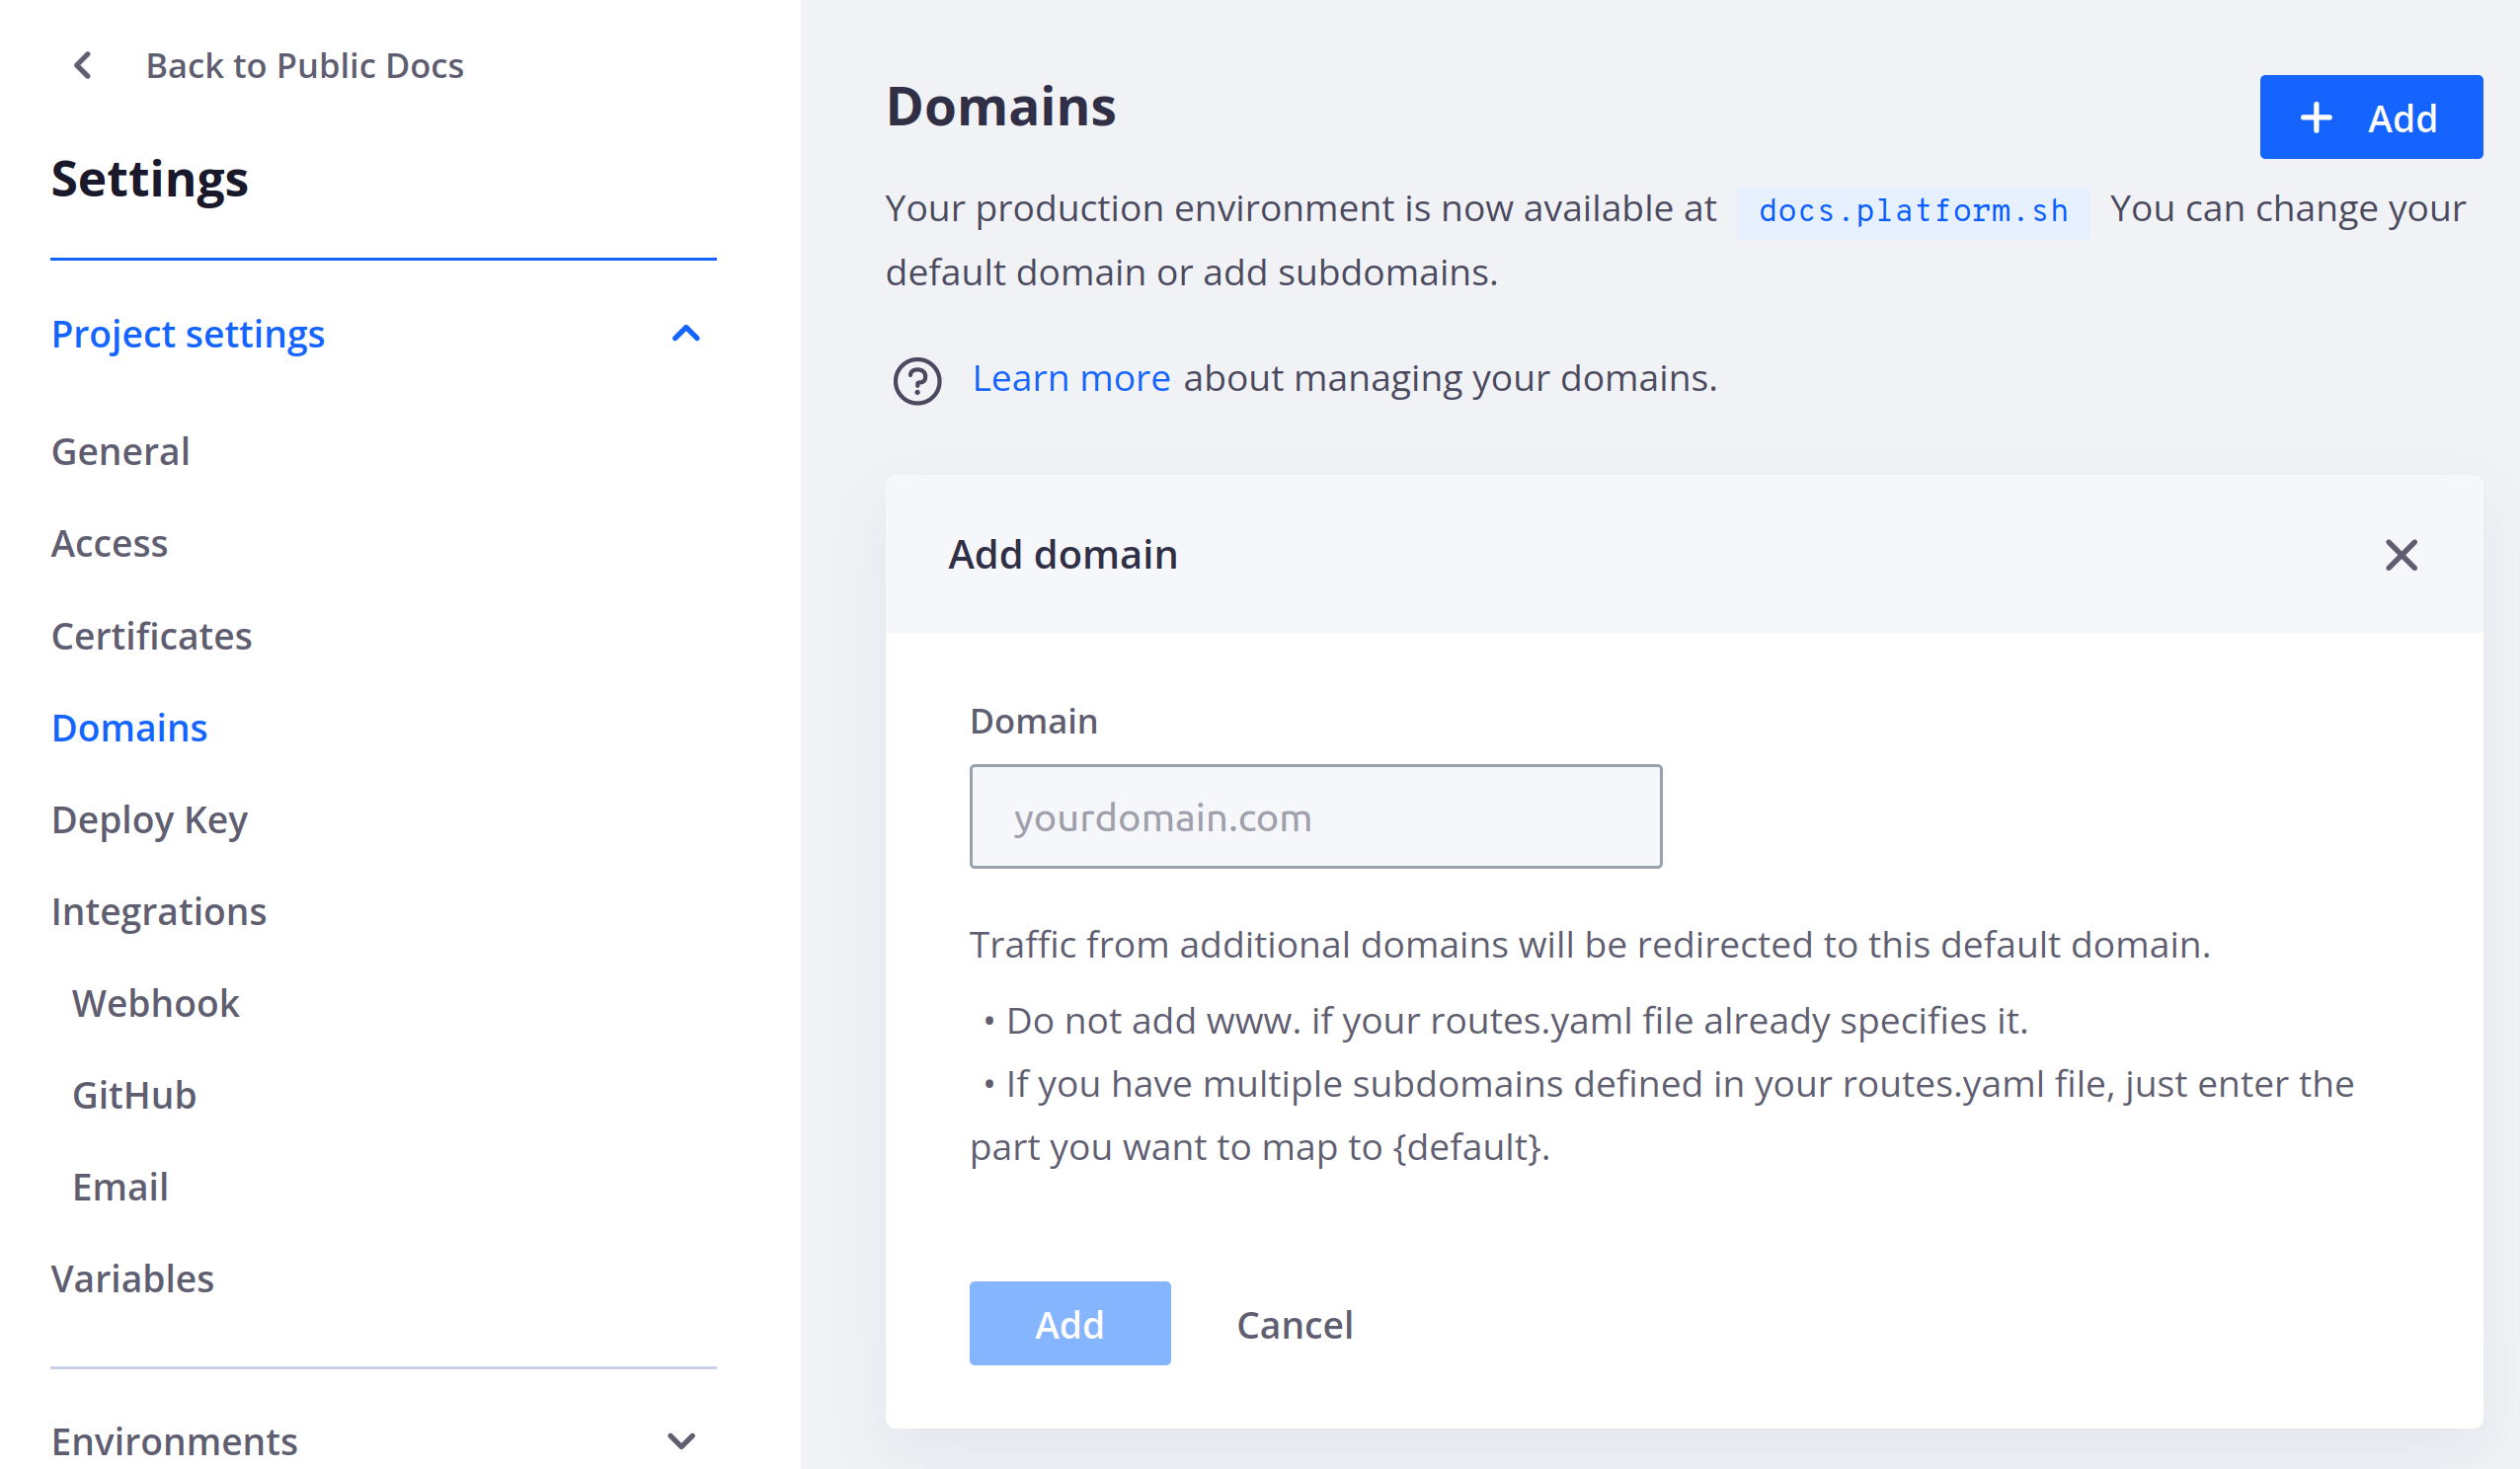 Back to Public Docs
Settings
Project settings
General
Access
Certificates
Domains
Deploy Key
Integrations
Webhook
GitHub
Email
Variables
Environments
Domains
Add
Your production environment is now available at docs.platform.sh You can change your
default domain or add subdomains.
Learn more about managing your domains.
Add domain
Domain
yourdomain.com
Traffic from additional domains will be redirected to this default domain.
• Do not add www. if your routes.yaml file already specifies it.
• If you have multiple subdomains defined in your routes.yaml file, just enter the
part you want to map to {default}.
Add Cancel